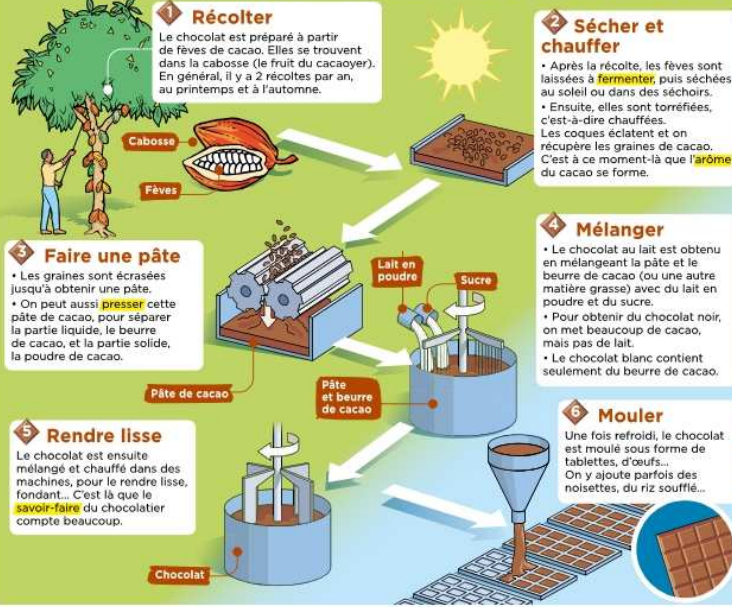 1 Récolter
Le chocolat est préparé à partir
de fèves de cacao. Elles se trouvent
dans la cabosse (le fruit du cacaoyer).
En général, il y a 2 récoltes par an,
au printemps et à l'automne.
Cabosse
Fèves
2 Sécher et
chauffer
• Après la récolte, les fèves sont
laissées à fermenter, puis séchées
au soleil ou dans des séchoirs.
• Ensuite, elles sont torréfiées,
c'est-à-dire chauffées.
Les coques éclatent et on
récupère les graines de cacao.
C'est à ce moment-là que l'arôme
du cacao se forme.
3 Faire une pâte
• Les graines sont écrasées
jusqu'à obtenir une pâte.
• On peut aussi presser cette
pâte de cacao, pour séparer
la partie liquide, le beurre
de cacao, et la partie solide,
la poudre de cacao.
Pâte de cacao
4 Mélanger
• Le chocolat au lait est obtenu
en mélangeant la pâte et le
beurre de cacao (ou une autre
matière grasse) avec du lait en
poudre et du sucre.
• Pour obtenir du chocolat noir,
on met beaucoup de cacao,
mais pas de lait.
• Le chocolat blanc contient
seulement du beurre de cacao.
Lait en
poudre
Sucre
Pâte
et beurre
de cacao
5 Rendre lisse
Le chocolat est ensuite
mélangé et chauffé dans des
machines, pour le rendre lisse,
fondant... C'est là que le
savoir-faire du chocolatier
compte beaucoup.
Chocolat
6 Mouler
Une fois refroidi, le chocolat
est moulé sous forme de
tablettes, d'œufs...
On y ajoute parfois des
noisettes, du riz soufflé...